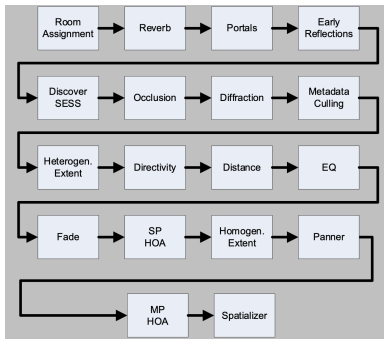 Room
Assignment
Reverb
Portals
Early
Reflections
Discover
SESS
Occlusion
Diffraction
Metadata
Culling
Heterogen.
Extent
Directivity
Distance
EQ
Fade
SP
HOA
Homogen.
Extent
Panner
MP
HOA
Spatializer